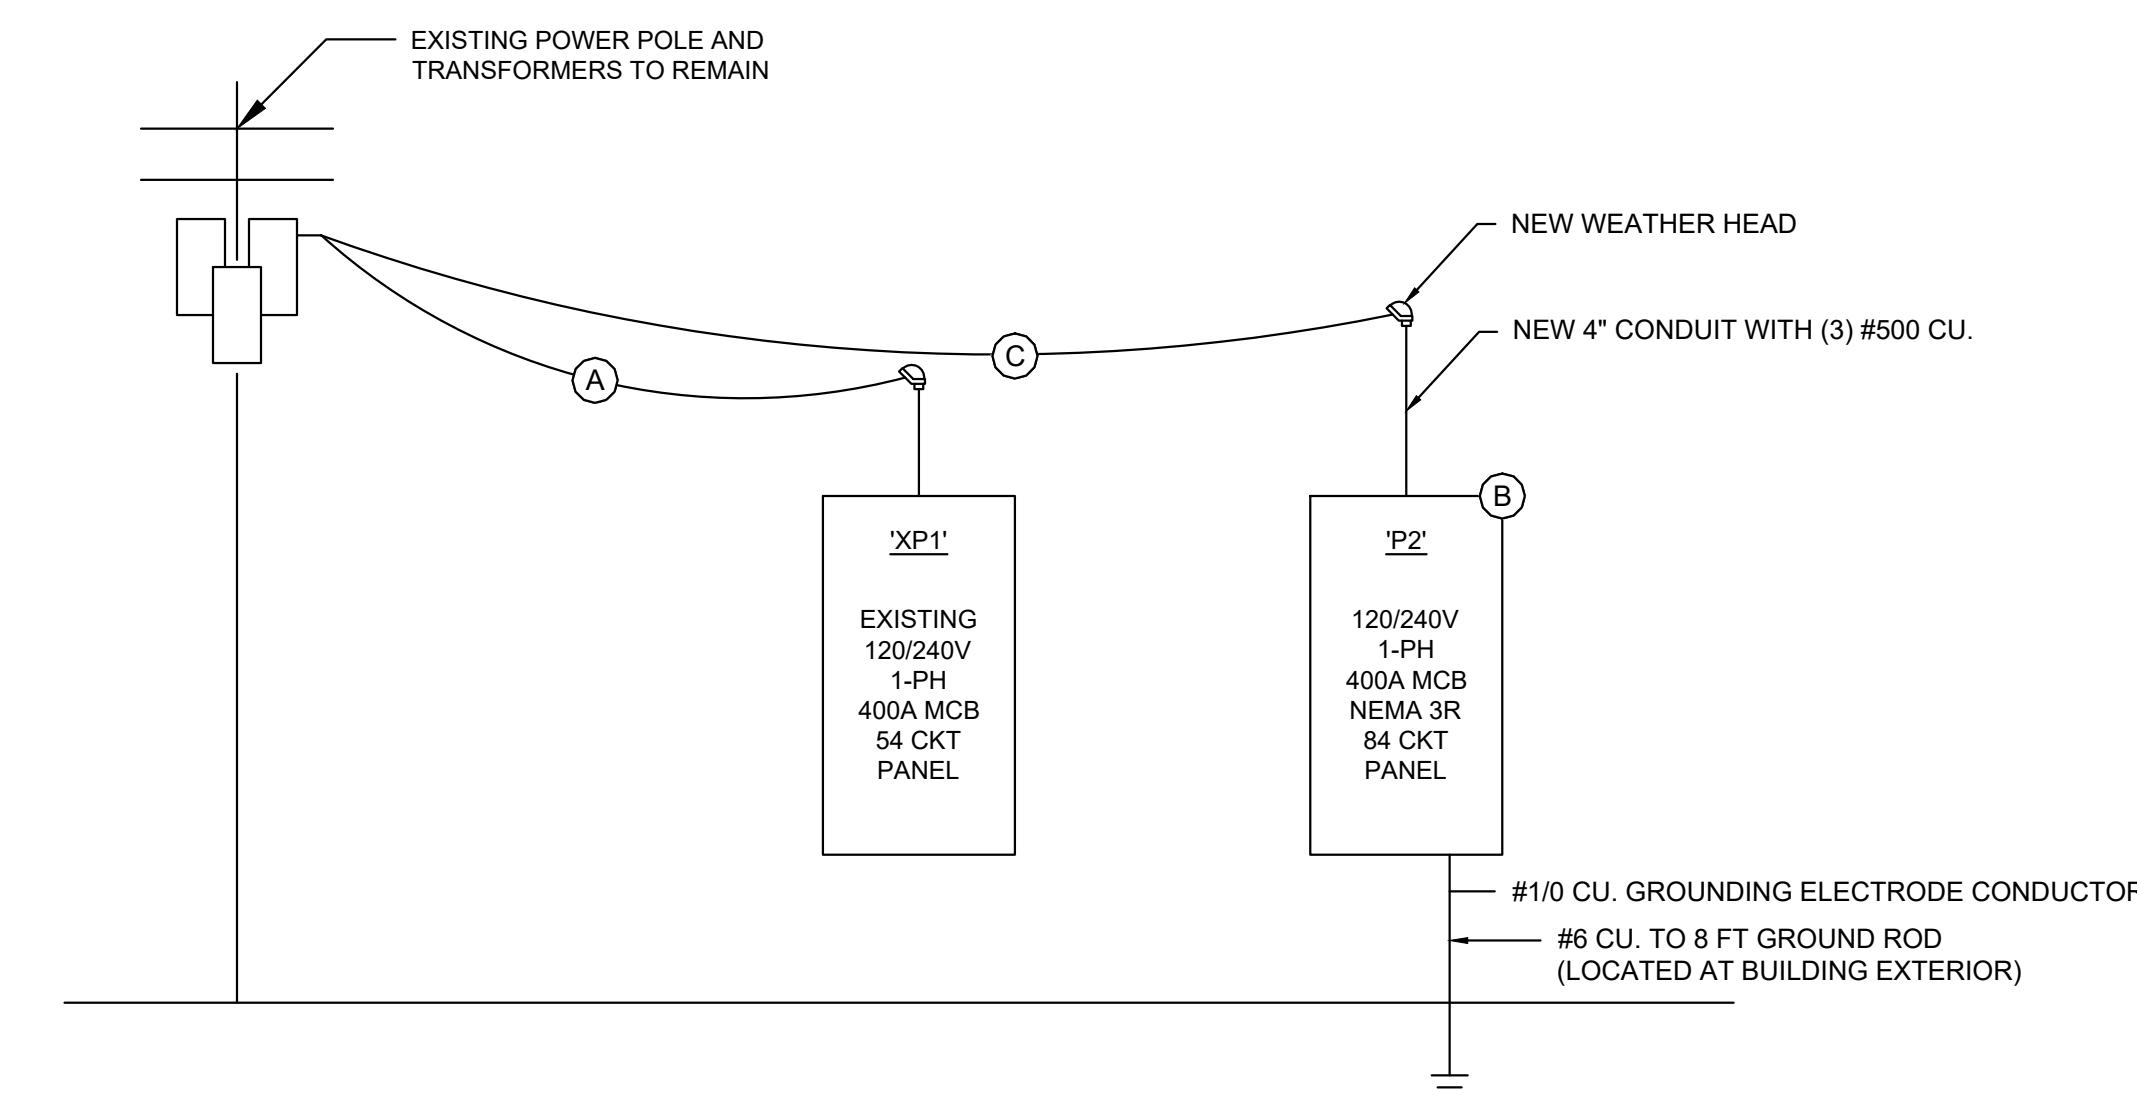 EXISTING POWER POLE AND
TRANSFORMERS TO REMAIN
NEW WEATHER HEAD
NEW 4" CONDUIT WITH (3) #500 CU.
C
A
B
'XP1'
EXISTING
120/240V
1-PH
400A MCB
54 CKT
PANEL
'P2'
120/240V
1-PH
400A MCB
NEMA 3R
84 CKT
PANEL
#1/0 CU. GROUNDING ELECTRODE CONDUCTOR
#6 CU. TO 8 FT GROUND ROD
(LOCATED AT BUILDING EXTERIOR)